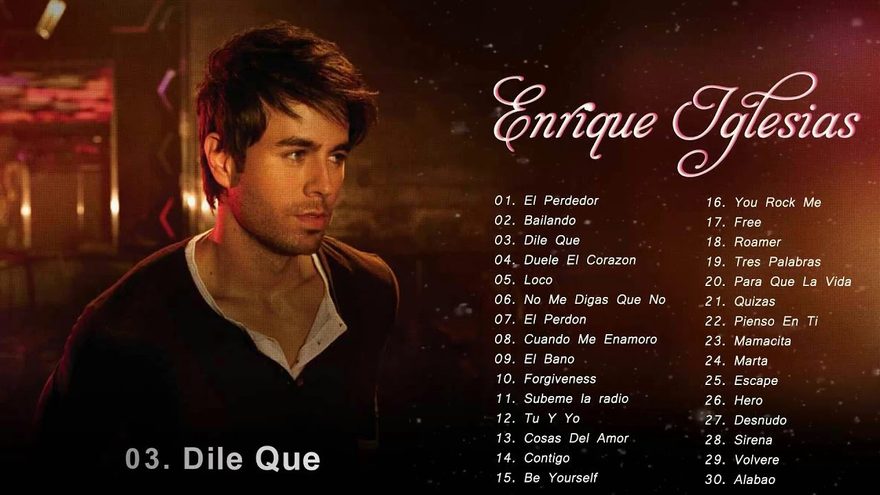 Enrique Iglesias
01. El Perdedor
02. Bailando
03. Dile Que
04. Duele El Corazon
05. Loco
06. No Me Digas Que No
07. El Perdon
08. Cuando Me Enamoro
09. El Bano
10. Forgiveness
11. Subeme la radio
12. Tu Y Yo
13. Cosas Del Amor
14. Contigo
15. Be Yourself
16. You Rock Me
17. Free
18. Roamer
19. Tres Palabras
20. Para Que La Vida
21. Quizas
22. Pienso En Ti
23. Mamacita
24. Marta
25. Escape
26. Hero
27. Desnudo
28. Sirena
29. Volvere
30. Alabao
03. Dile Que